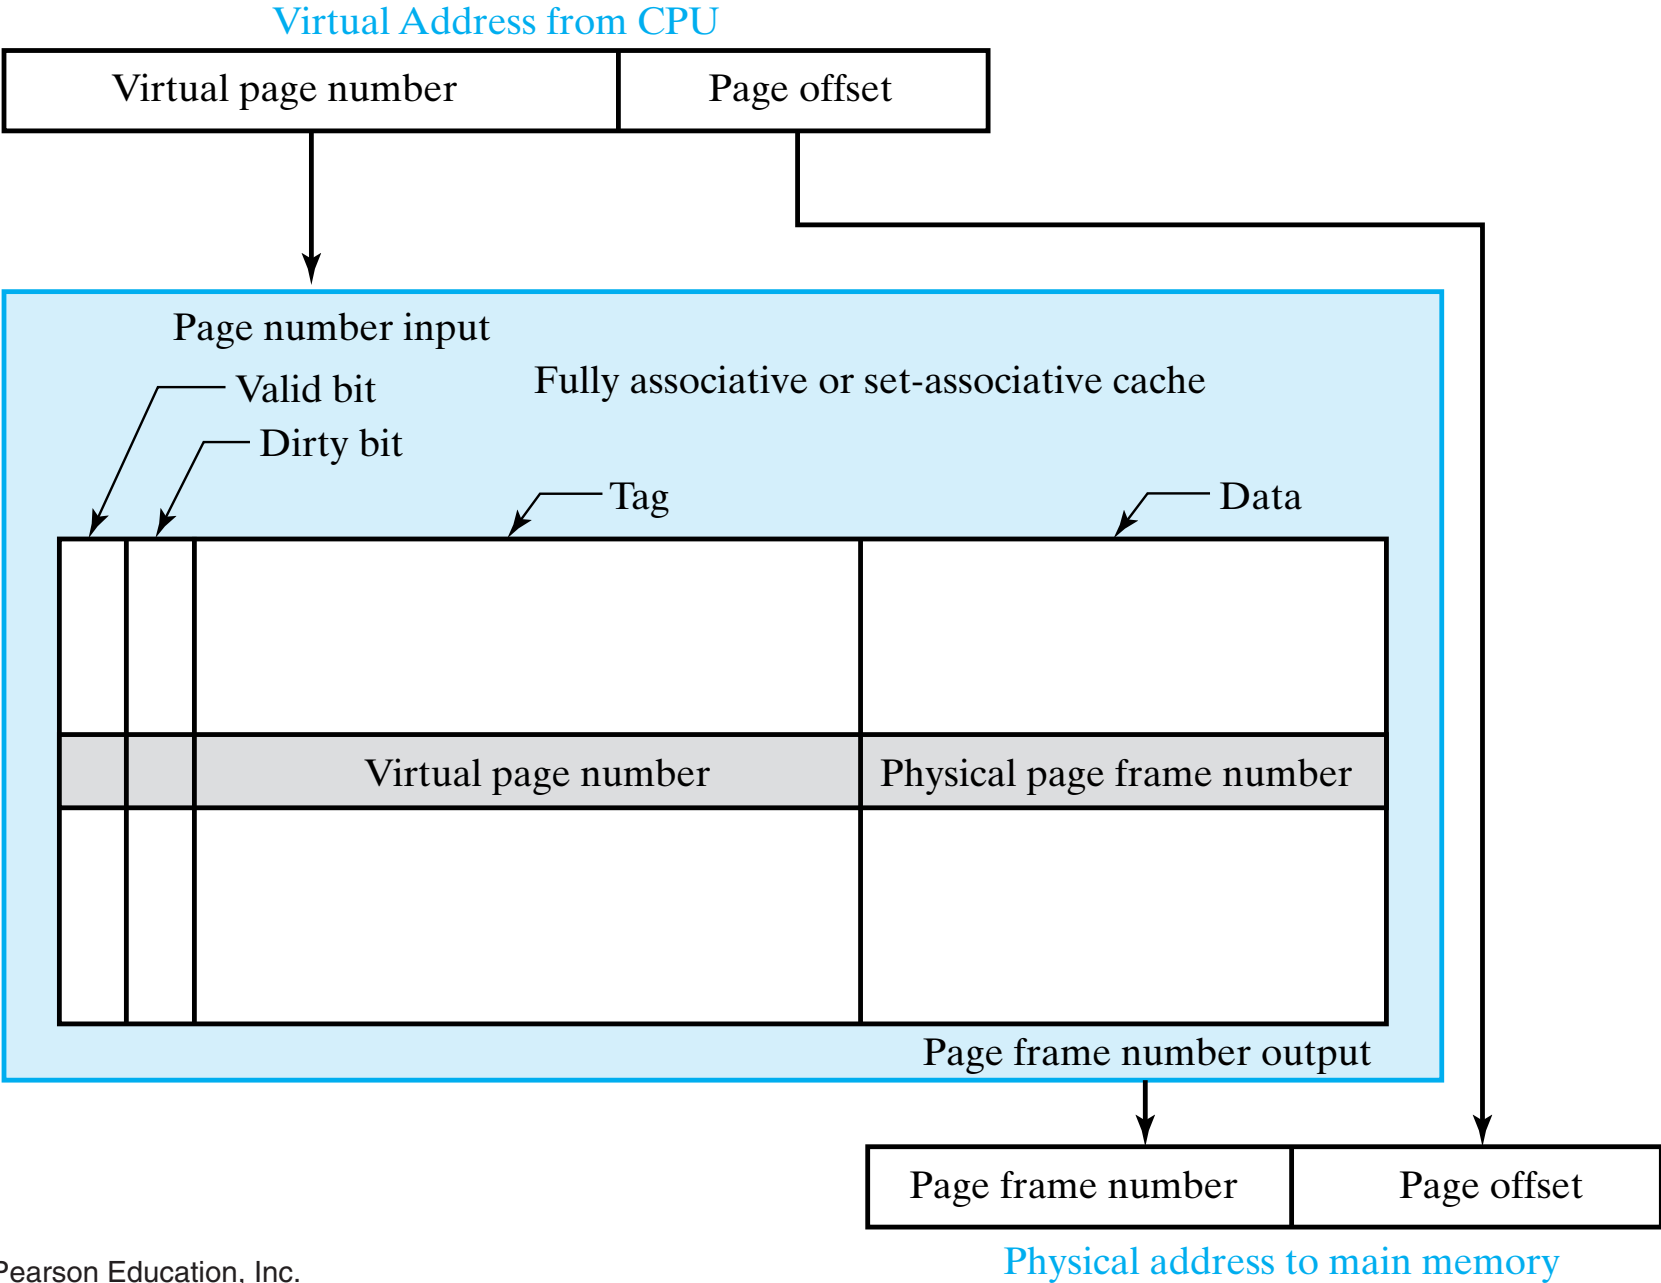 Virtual Address from CPU
Virtual page number Page offset
Page number input
Valid bit Fully associative or set-associative cache
Dirty bit
Tag Data
Virtual page number Physical page frame number
Page frame number output
Page frame number Page offset
Physical address to main memory
Pearson Education, Inc.